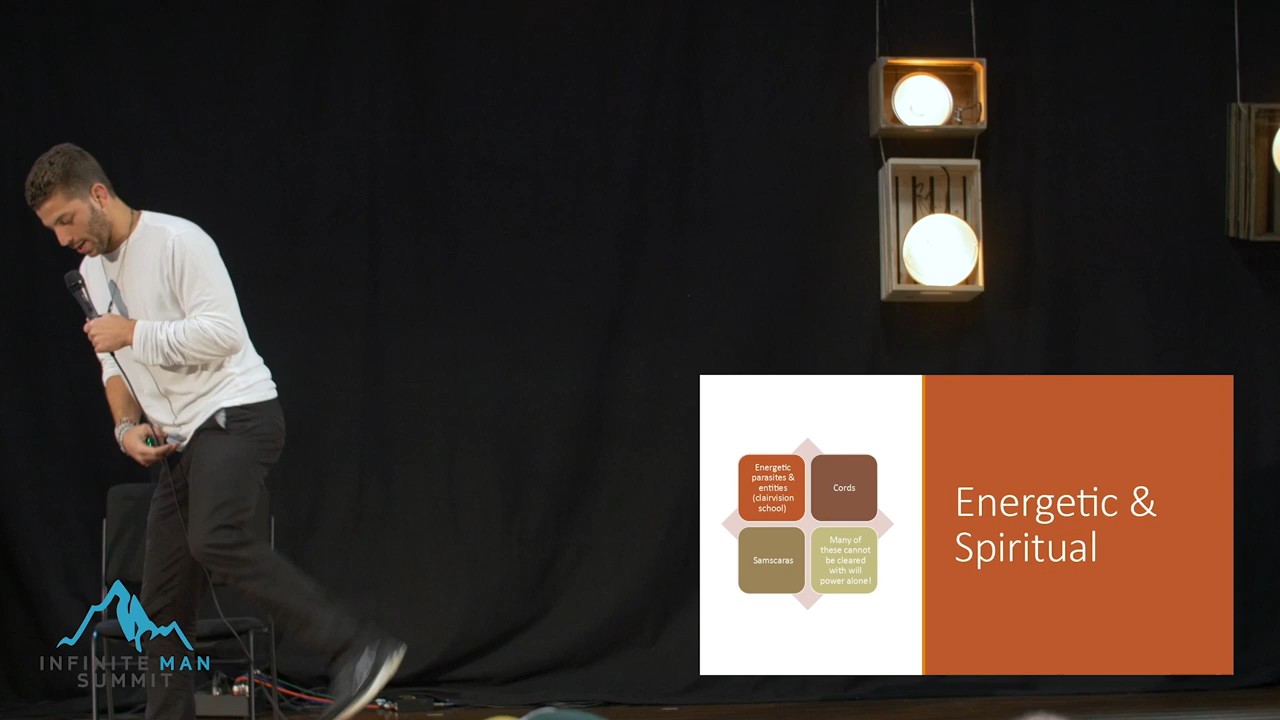 Energetic
parasites &
entities
(clairvision
school)
Cords
Samscaras
Many of
these cannot
be cleared
with will
power alone!
Energetic &
Spiritual
INFINITE MAN
SUMMIT